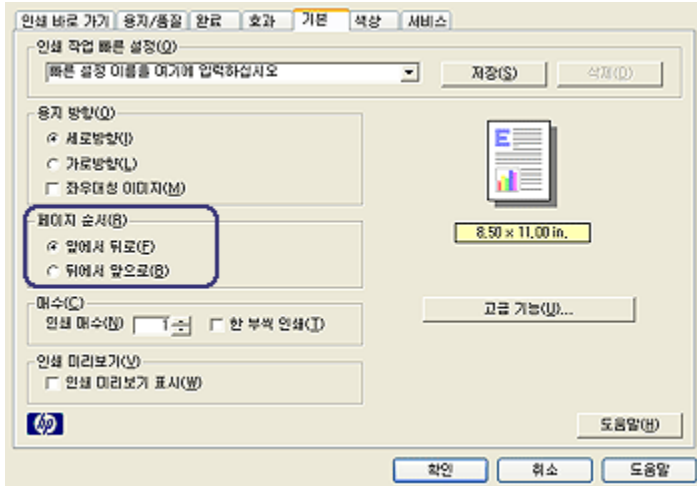 인쇄 바로 가기 용지/품질 완료 효과 기본 색상 서비스
인쇄 작업 빠른 설정(Q)
빠른 설정 이름을 여기에 입력하십시오 저장(S) 삭제(D)
용지 방향(O)
세로방향(I)
가로방향(L)
좌우대칭 이미지(M)
E
8.50 × 11.00 in.
페이지 순서(R)
앞에서 뒤로(F)
뒤에서 앞으로(B)
매수(C)
인쇄 매수(N) 1 한 부씩 인쇄(T)
고급 기능(U)...
인쇄 미리보기(V)
인쇄 미리보기 표시(W)
hp 도움말(H)
확인 취소 도움말